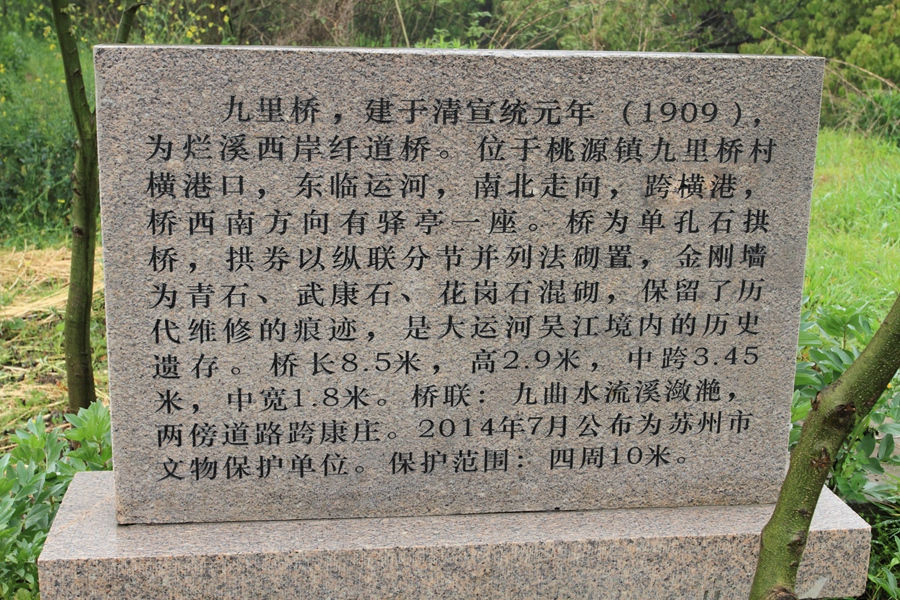 九里桥，建于清宣统元年（1909），
为烂溪西岸纤道桥。位于桃源镇九里桥村
横港口，东临运河，南北走向，跨横港，
桥西南方向有驿亭一座。桥为单孔石拱
桥，拱券以纵联分节并列法砌置，金刚墙
为青石、武康石、花岗石混砌，保留了历
代维修的痕迹，是大运河吴江境内的历史
遗存。桥长8.5米，高2.9米，中跨3.45
米，中宽1.8米。桥联：九曲水流溪潋滟，
两傍道路跨康庄。2014年7月公布为苏州市
文物保护单位。保护范围：四周10米。